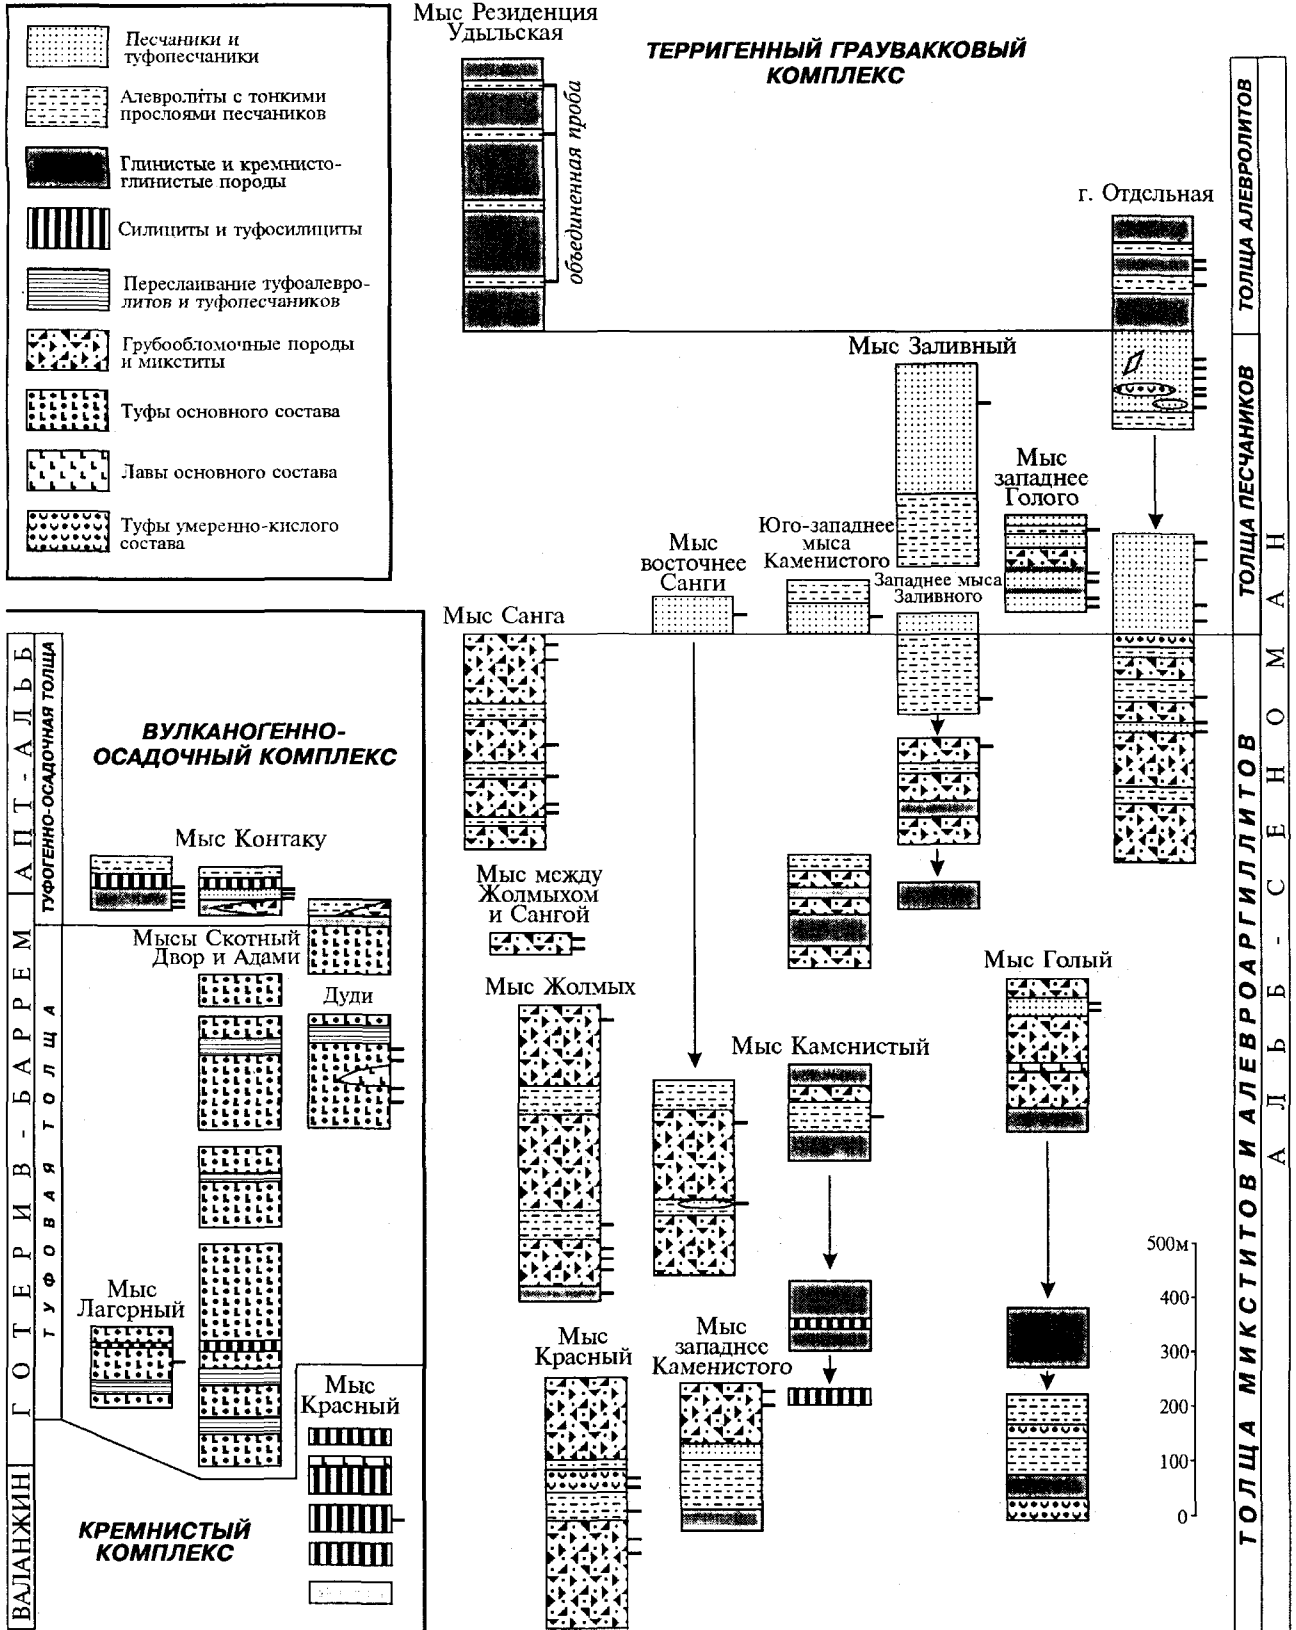 Песчаники и
туфопесчаники
Алевролиты с тонкими
прослоями песчаников
Глинистые и кремнисто-
глинистые породы
Силициты и туфосилициты
Переслаивание туфоалевро-
литов и туфопесчаников
Грубообломочные породы
и микститы
Туфы основного состава
Лавы основного состава
Туфы умеренно-кислого
состава
Мыс Резиденция
Удыльская
объединенная проба
ТЕРРИГЕННЫЙ ГРАУВАККОВЫЙ
КОМПЛЕКС
г. Отдельная
Мыс Заливный
Мыс
западнее
Голого
Юго-западнее
мыса
Каменистого
Мыс
восточнее
Санги
Западнее мыса
Заливного
Мыс Санга
Мыс между
Жолмыхом
и Сангой
Мыс Жолмых
Мыс Голый
Мыс Каменистый
Мыс
Красный
Мыс
западнее
Каменистого
500м
400
300
200
100
0
ТОЛЩА АЛЕВРОЛИТОВ
ТОЛЩА ПЕСЧАНИКОВ
ТОЛЩА МИКСТИТОВ И АЛЕВРОАРГИЛЛИТОВ
АЛЬБ-СЕНОМАН
ВУЛКАНОГЕННО-
ОСАДОЧНЫЙ КОМПЛЕКС
Мыс Контаку
Мысы Скотный
Двор и Адами
Дуди
Мыс
Лагерный
Мыс
Красный
КРЕМНИСТЫЙ
КОМПЛЕКС
АПТ-АЛЬБ
ГОТЕРИВ-БАРРЕМ
ВАЛАНЖИН
ТУФОГЕННО-ОСАДОЧНАЯ ТОЛЩА
ТУФОВАЯ ТОЛЩА